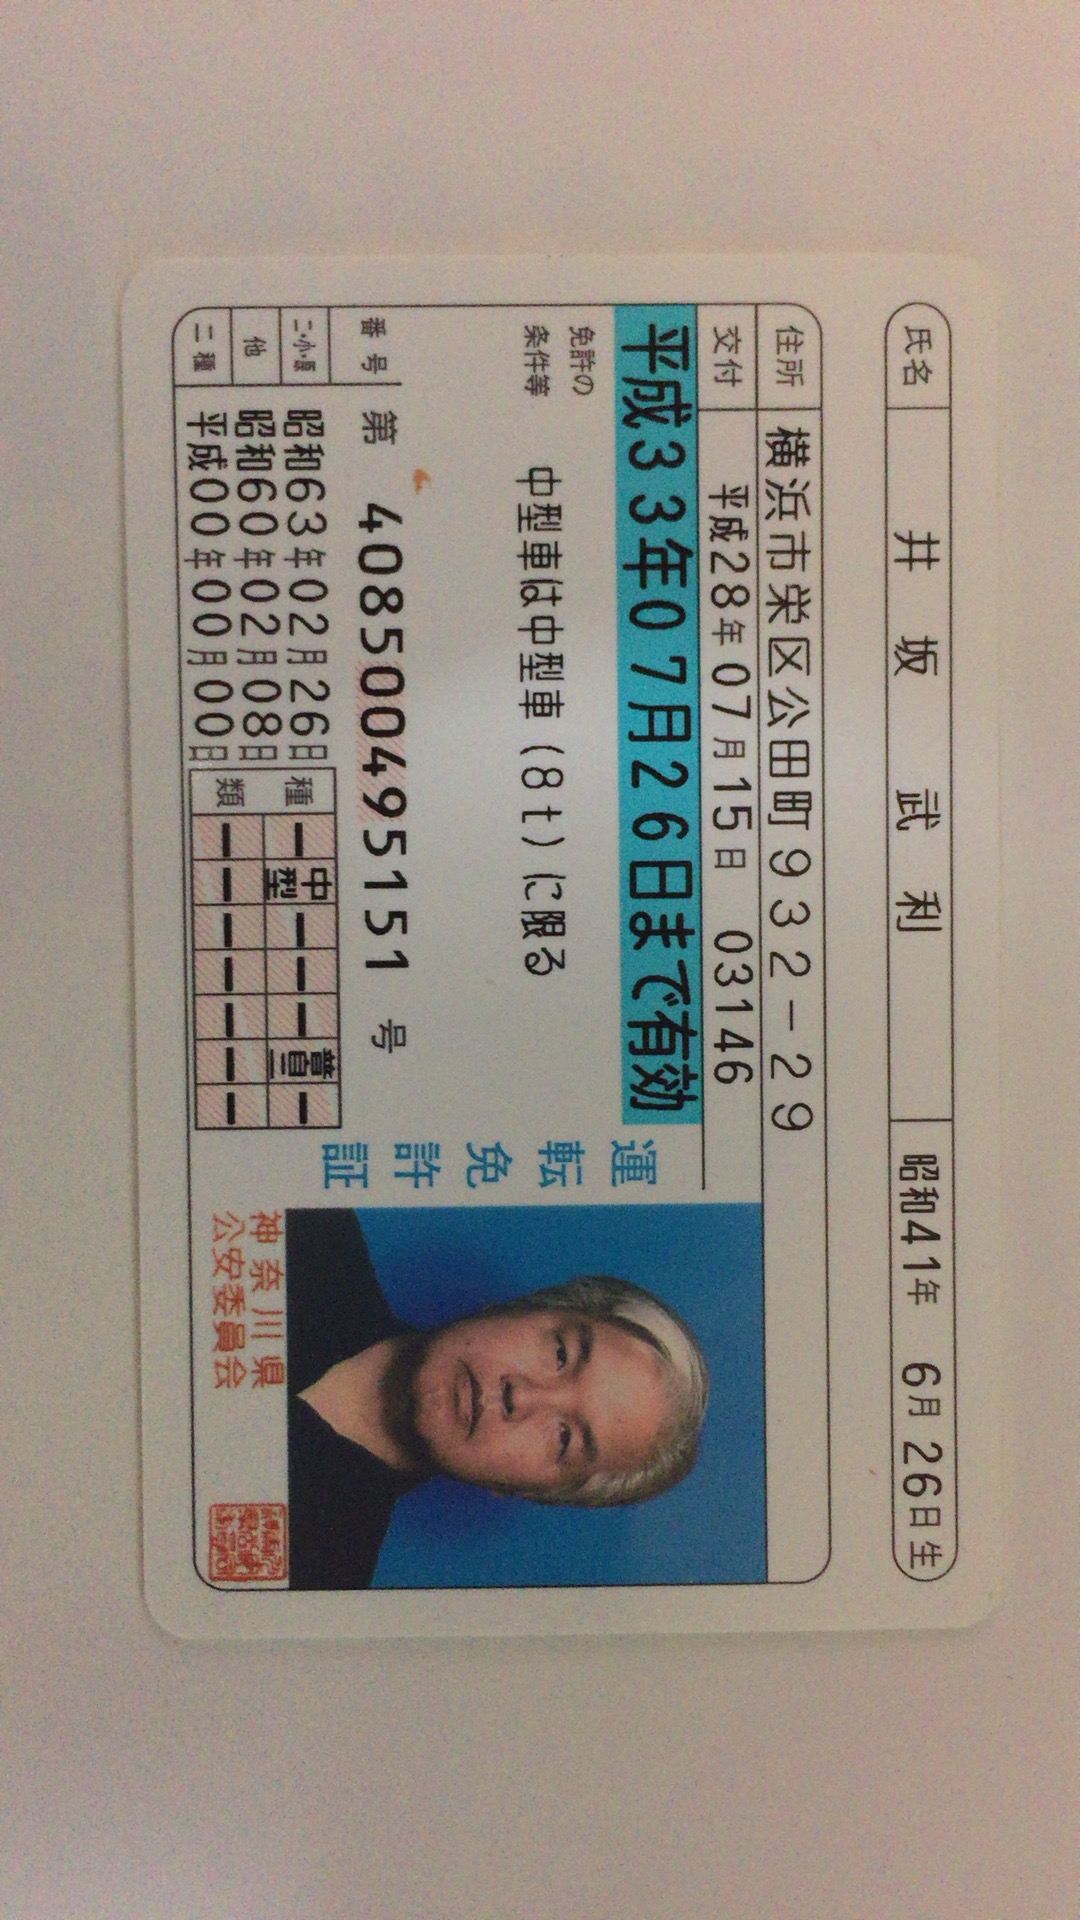 氏名 井坂武利 昭和41年 6月26日生
住所 横浜市栄区公田町932-29
交付 平成28年07月15日 03146
平成33年07月26日まで有効
免許の
条件等
中型車は中型車(8t)に限る
番号 第 408500495151 号
二・小・原 昭和63年02月26日
他 昭和60年02月08日
二種 平成00年00月00日
種類
中型 普自二
運転免許証
神奈川県
公安委員会